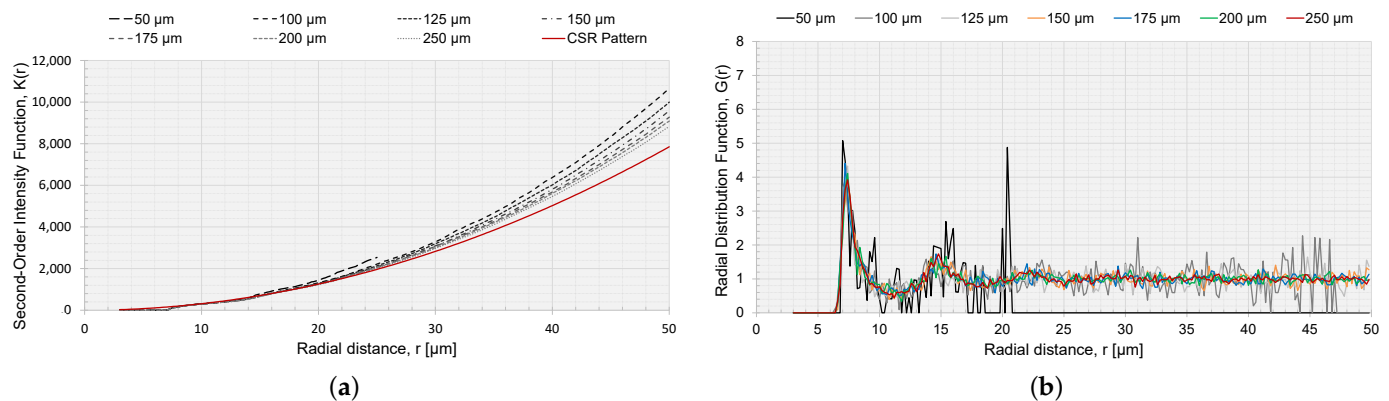 50 µm 100 µm 125 µm 150 µm
175 µm 200 µm 250 µm CSR Pattern
Second-Order Intensity Function, K(r)
12,000
10,000
8,000
6,000
4,000
2,000
.0
0 10 20 30 40 50
Radial distance, r [µm]
(a)
50 µm 100 µm 125 µm 150 µm 175 µm 200 µm 250 µm
Radial Distribution Function, G(r)
8
7
6
5
4
3
2
1
0
0 5 10 15 20 25 30 35 40 45 50
Radial distance, r [µm]
(b)